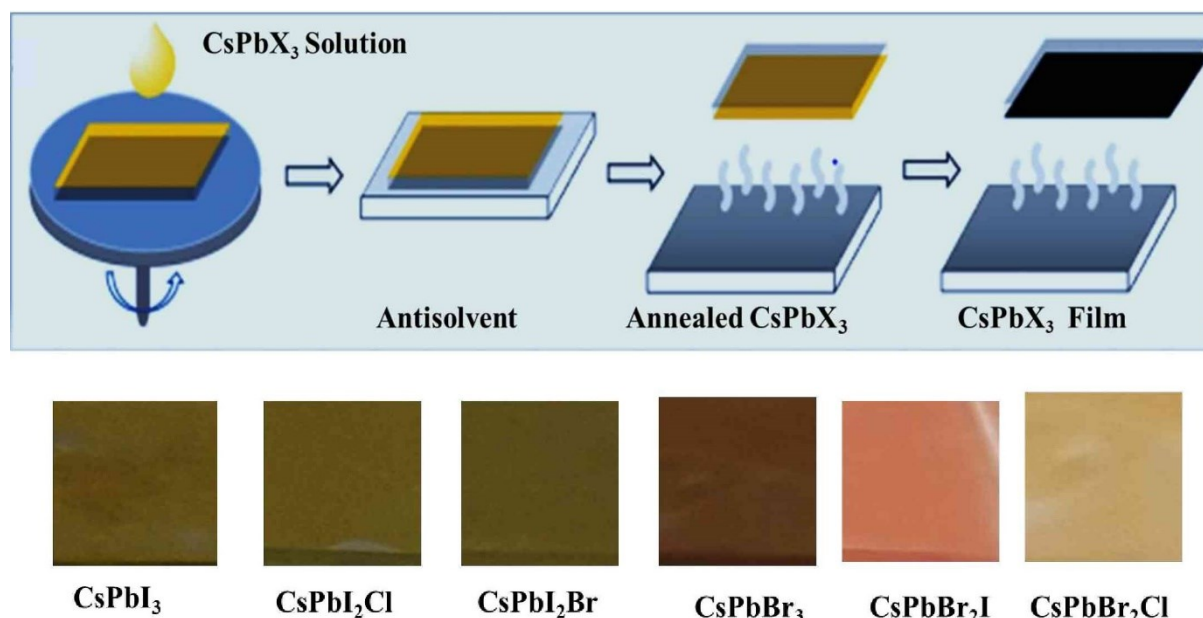 CsPbX₃ Solution
Antisolvent
Annealed CsPbX₃
CsPbX₃ Film
CsPbI₃
CsPbI₂Cl
CsPbI₂Br
CsPbBr₃
CsPbBr₂I
CsPbBr₂Cl